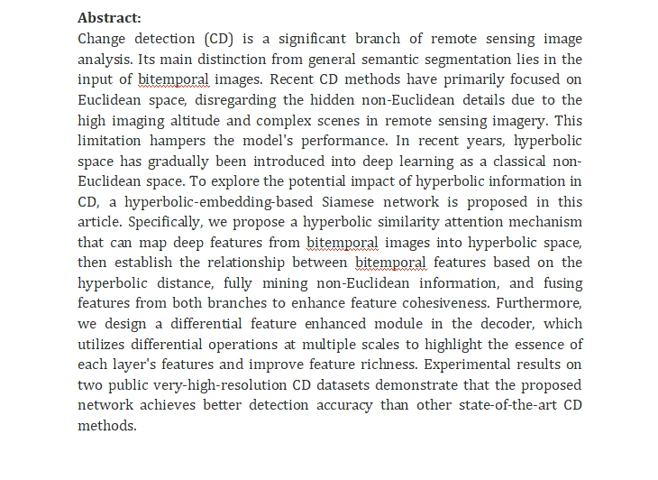 Abstract:
Change detection (CD) is a significant branch of remote sensing image
analysis. Its main distinction from general semantic segmentation lies in the
input of bitemporal images. Recent CD methods have primarily focused on
Euclidean space, disregarding the hidden non-Euclidean details due to the
high imaging altitude and complex scenes in remote sensing imagery. This
limitation hampers the model's performance. In recent years, hyperbolic
space has gradually been introduced into deep learning as a classical non-
Euclidean space. To explore the potential impact of hyperbolic information in
CD, a hyperbolic-embedding-based Siamese network is proposed in this
article. Specifically, we propose a hyperbolic similarity attention mechanism
that can map deep features from bitemporal images into hyperbolic space,
then establish the relationship between bitemporal features based on the
hyperbolic distance, fully mining non-Euclidean information, and fusing
features from both branches to enhance feature cohesiveness. Furthermore,
we design a differential feature enhanced module in the decoder, which
utilizes differential operations at multiple scales to highlight the essence of
each layer's features and improve feature richness. Experimental results on
two public very-high-resolution CD datasets demonstrate that the proposed
network achieves better detection accuracy than other state-of-the-art CD
methods.